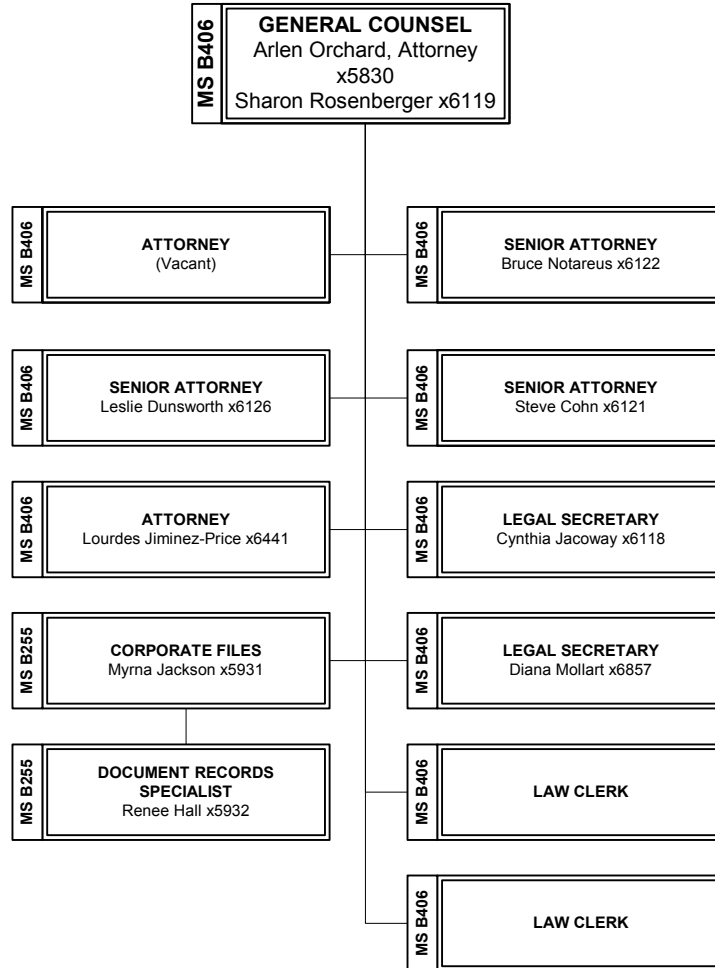 MS B406
GENERAL COUNSEL
Arlen Orchard, Attorney
x5830
Sharon Rosenberger x6119
MS B406
ATTORNEY
(Vacant)
MS B406
SENIOR ATTORNEY
Bruce Notareus x6122
MS B406
SENIOR ATTORNEY
Leslie Dunsworth x6126
MS B406
SENIOR ATTORNEY
Steve Cohn x6121
MS B406
ATTORNEY
Lourdes Jiminez-Price x6441
MS B406
LEGAL SECRETARY
Cynthia Jacoway x6118
MS B255
CORPORATE FILES
Myrna Jackson x5931
MS B406
LEGAL SECRETARY
Diana Mollart x6857
MS B255
DOCUMENT RECORDS
SPECIALIST
Renee Hall x5932
MS B406
LAW CLERK
MS B406
LAW CLERK